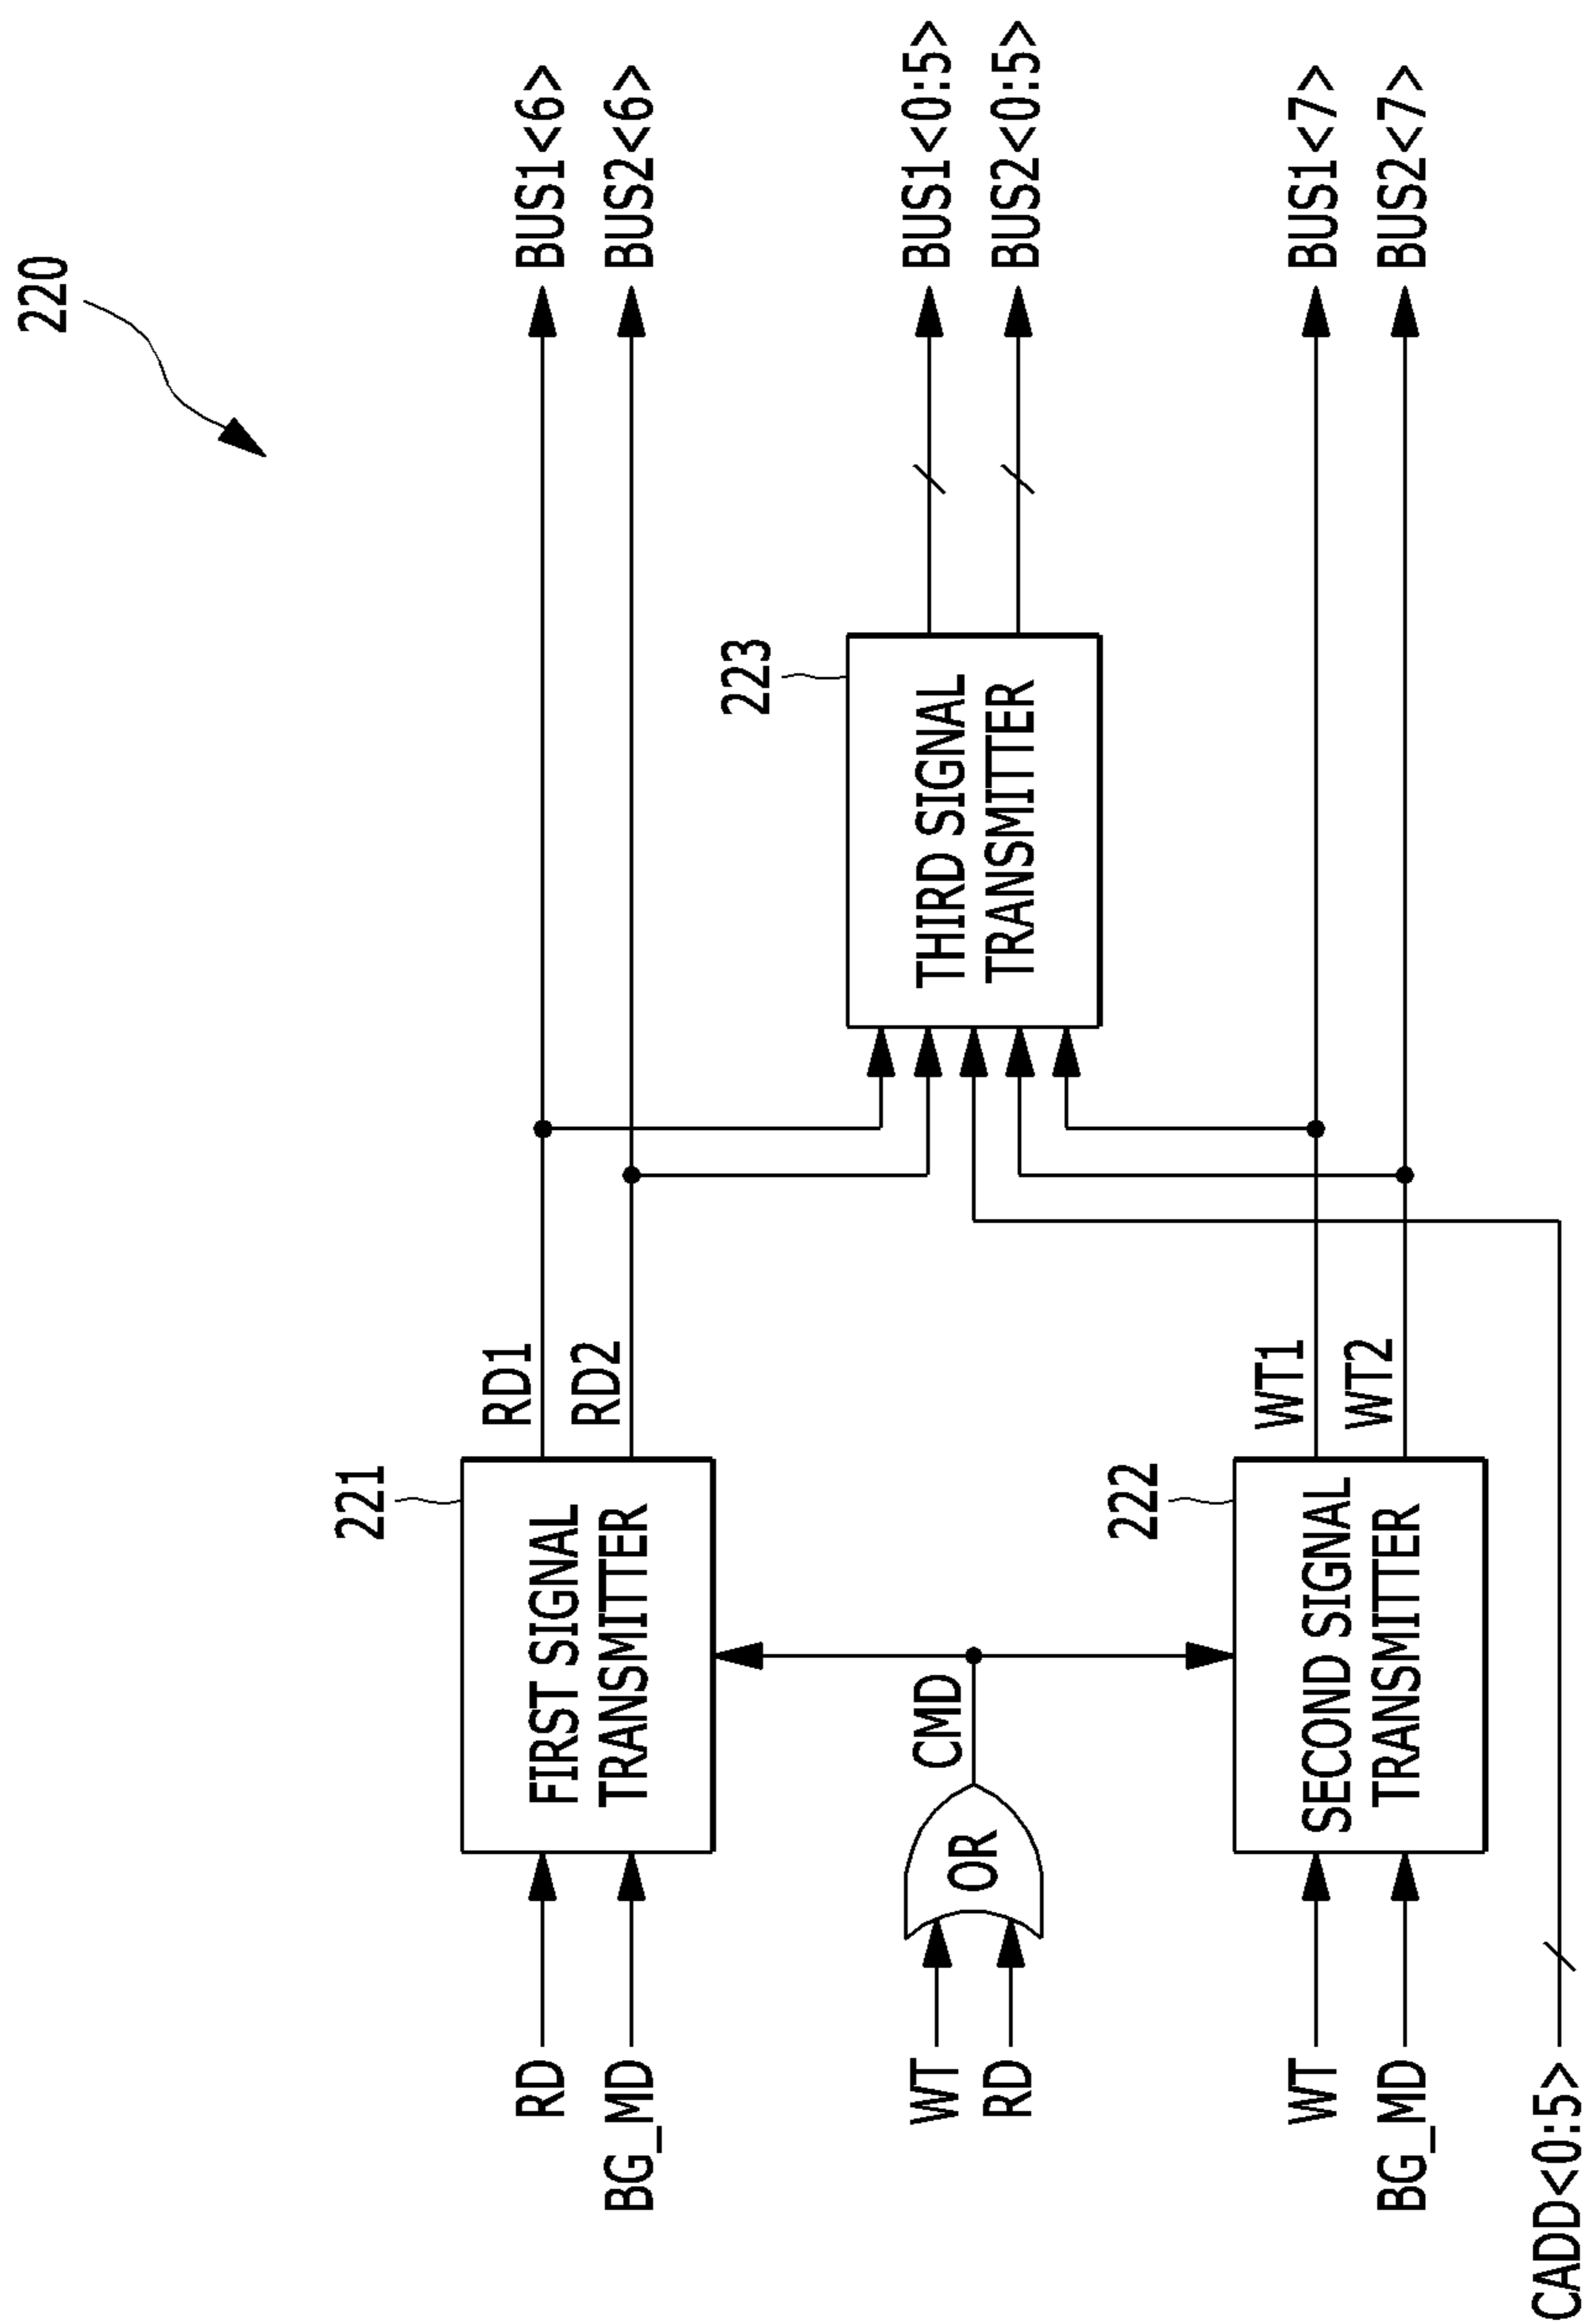 220
RD
BG_MD
221
FIRST SIGNAL
TRANSMITTER
RD1
RD2
BUS1<6>
BUS2<6>
WT
RD
OR
CMD
223
THIRD SIGNAL
TRANSMITTER
BUS1<0:5>
BUS2<0:5>
WT
BG_MD
222
SECOND SIGNAL
TRANSMITTER
WT1
WT2
BUS1<7>
BUS2<7>
CADD<0:5>